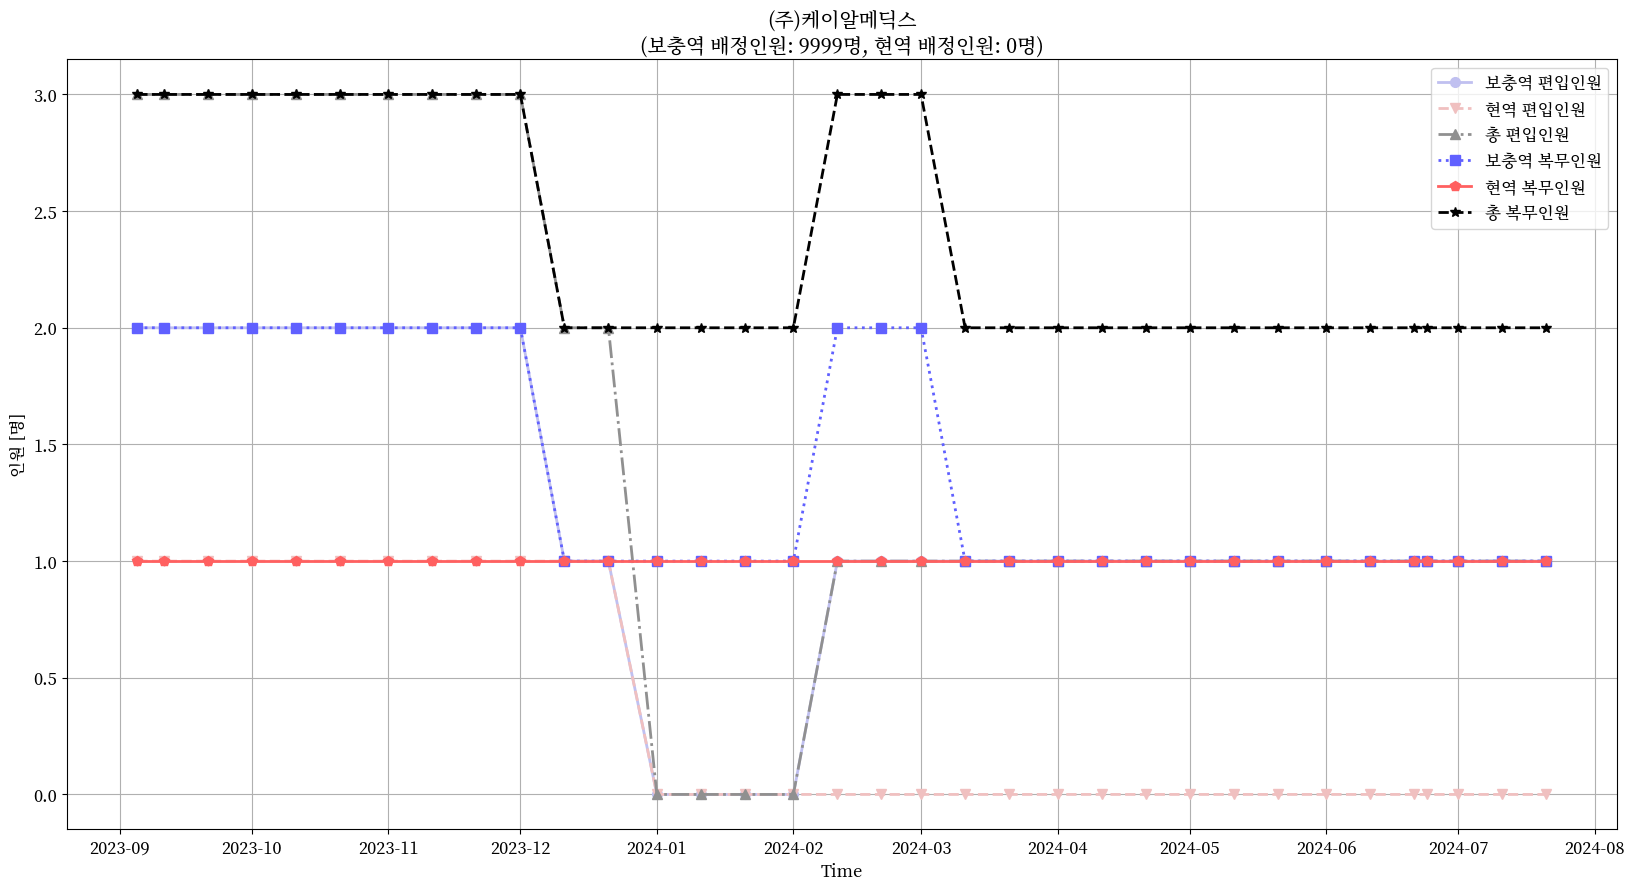 (주)케이알메딕스
(보충역 배정인원: 9999명, 현역 배정인원: 0명)
보충역 편입인원
현역 편입인원
총 편입인원
보충역 복무인원
현역 복무인원
총 복무인원
인원 [명]
3.0
2.5
2.0
1.5
1.0
0.5
0.0
2023-09 2023-10 2023-11 2023-12 2024-01 2024-02 2024-03 2024-04 2024-05 2024-06 2024-07 2024-08
Time